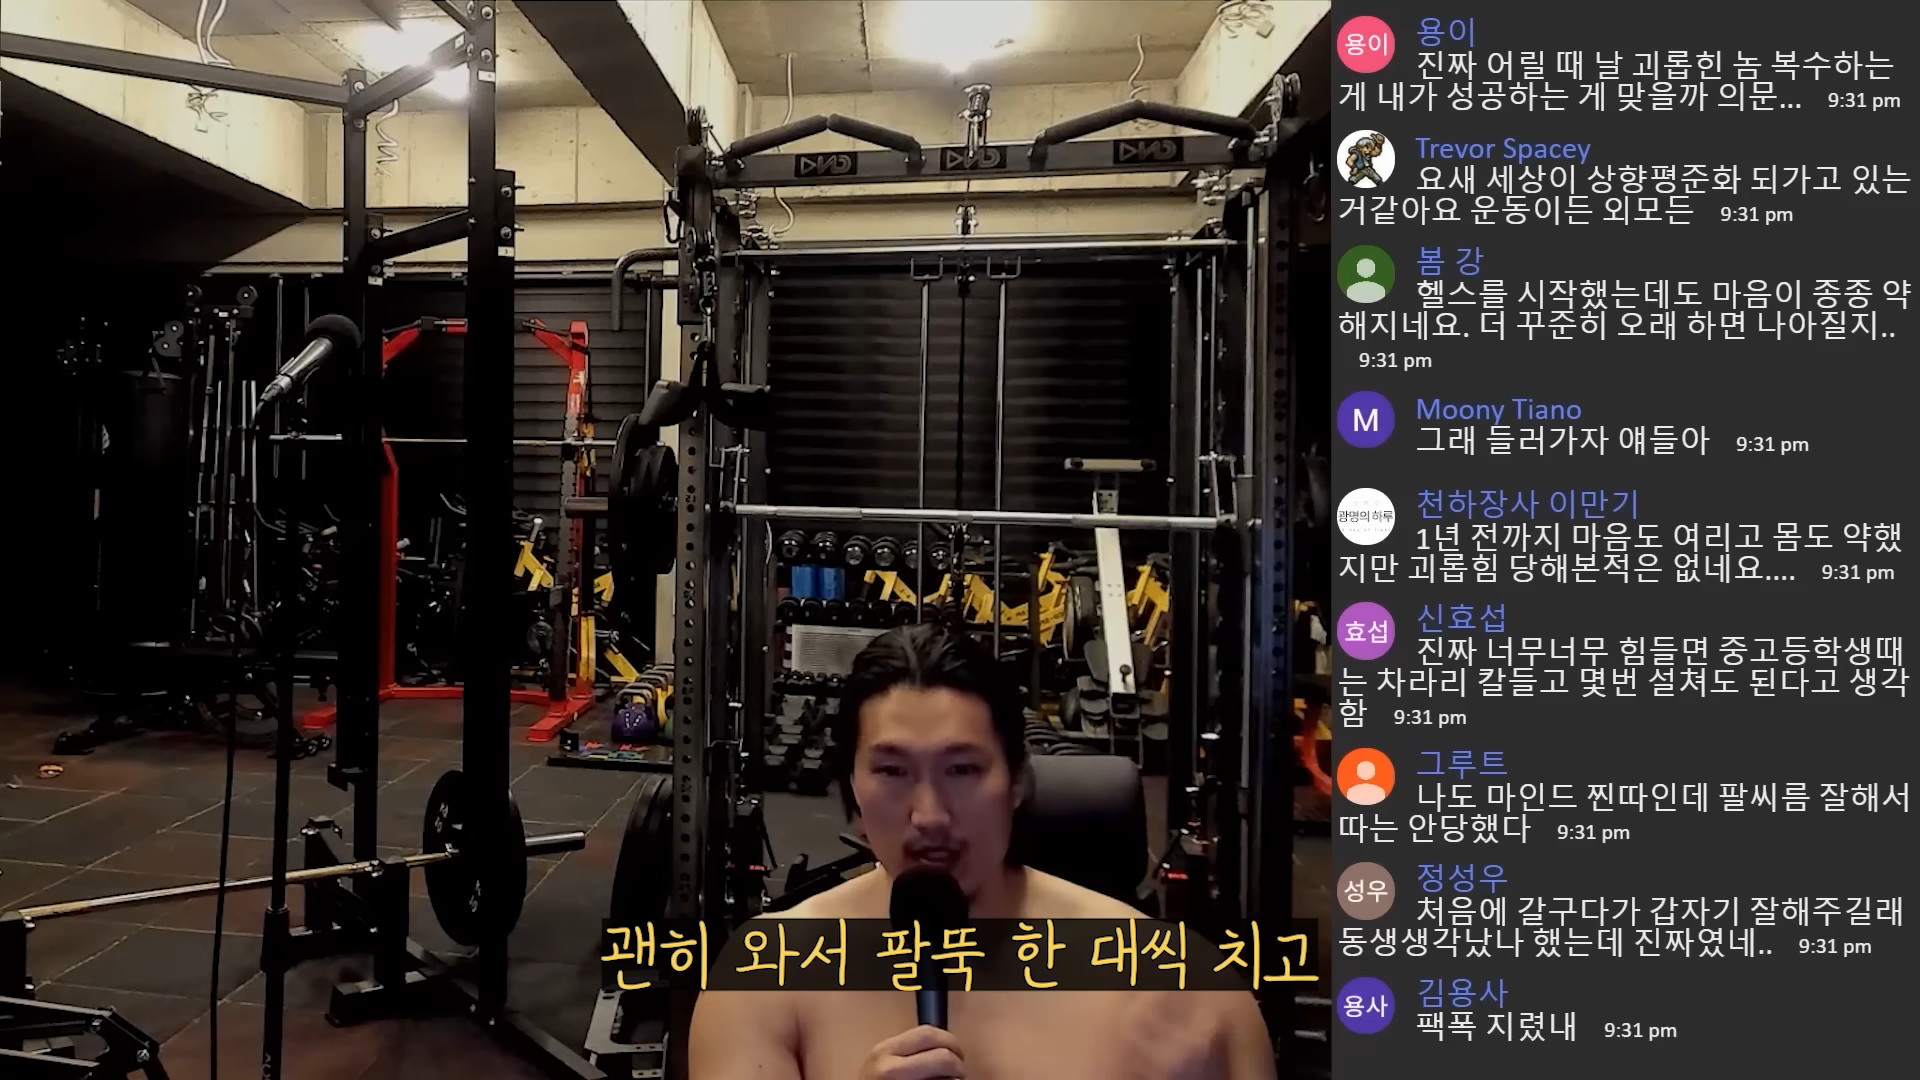 용이
용이
진짜 어릴 때 날 괴롭힌 놈 복수하는
게 내가 성공하는 게 맞을까 의문... 9:31 pm
Trevor Spacey
요새 세상이 상향평준화 되가고 있는
거같아요 운동이든 외모든 9:31 pm
봄 강
헬스를 시작했는데도 마음이 종종 약
해지네요. 더 꾸준히 오래 하면 나아질지..
9:31 pm
M
Moony Tiano
그래 들러가자 얘들아 9:31 pm
광명의 하루
천하장사 이만기
1년 전까지 마음도 여리고 몸도 약했
지만 괴롭힘 당해본적은 없네요.... 9:31 pm
효섭
신효섭
진짜 너무너무 힘들면 중고등학생때
는 차라리 칼들고 몇번 설쳐도 된다고 생각
함 9:31 pm
그루트
나도 마인드 찐따인데 팔씨름 잘해서
따는 안당했다 9:31 pm
성우
정성우
처음에 갈구다가 갑자기 잘해주길래
동생생각났나 했는데 진짜였네.. 9:31 pm
용사
김용사
팩폭 지렸내 9:31 pm
괜히 와서 팔뚝 한 대씩 치고